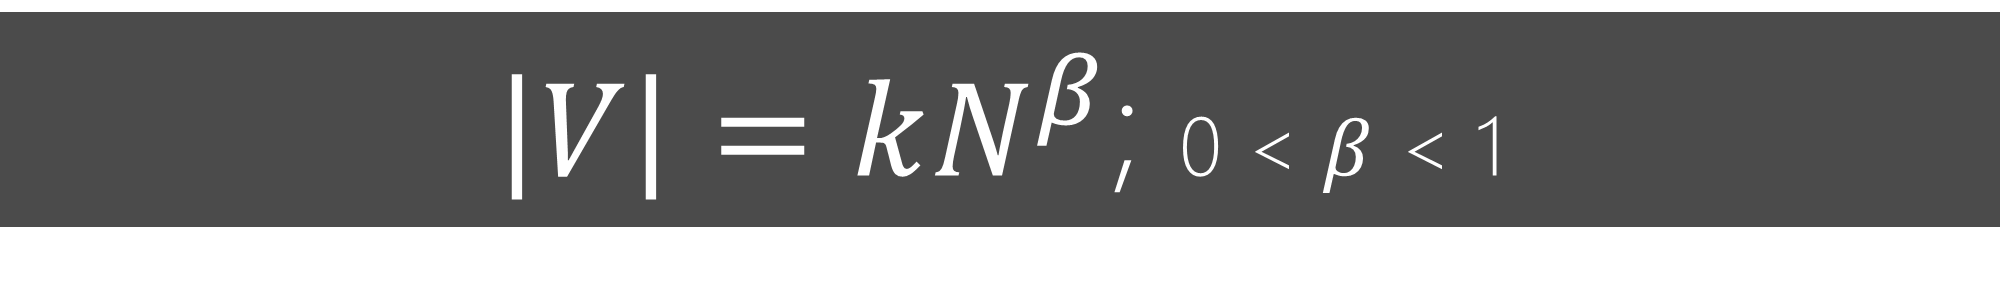 |V| = kN^β; 0 < β < 1